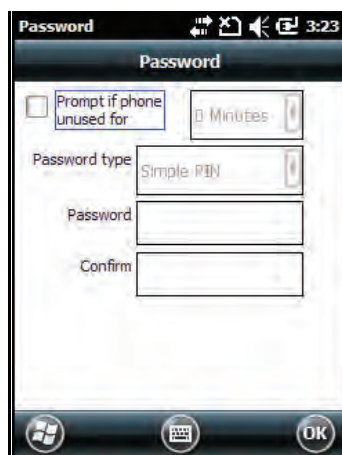 Password 3:23
Password
Prompt if phone
unused for
0 Minutes
Password type
Simple PIN
Password
Confirm
OK